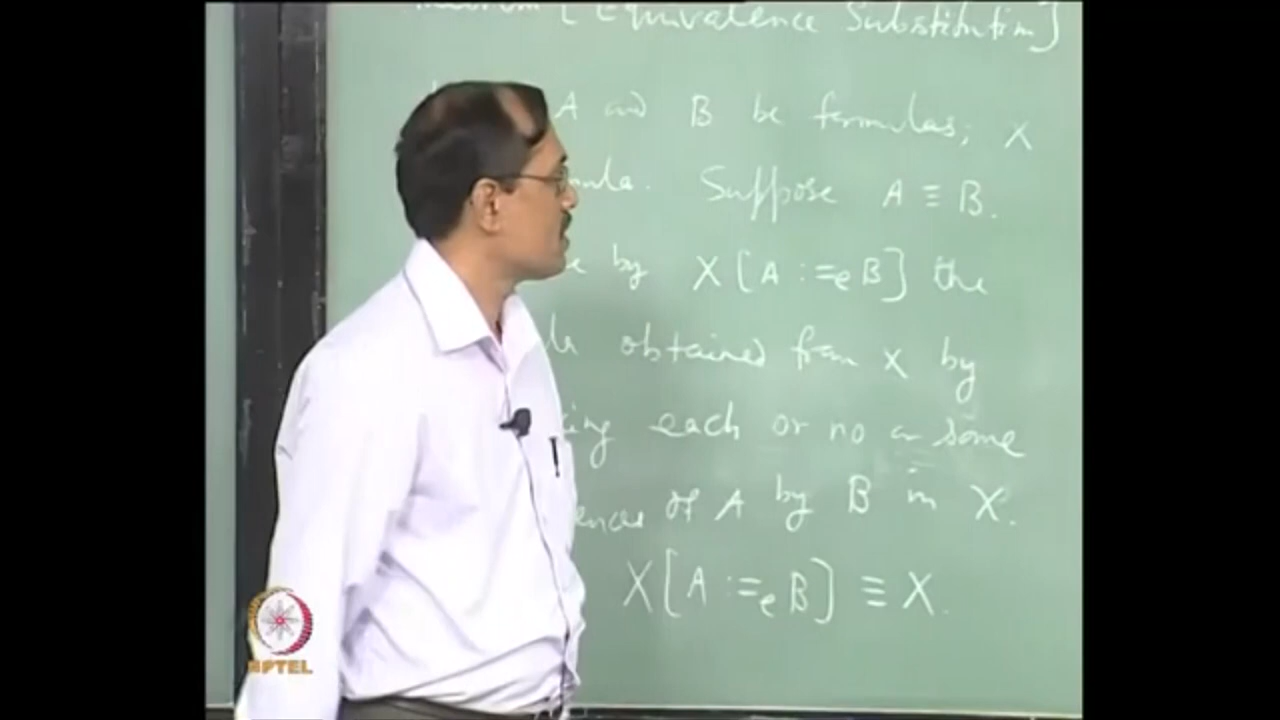 [Equivalence Substitution]
A and B be formulas; X
Suppose A ≡ B.
by X[A :=e B] the
obtained from X by
each or no or some
of A by B in X.
X[A :=e B] ≡ X.
NPTEL